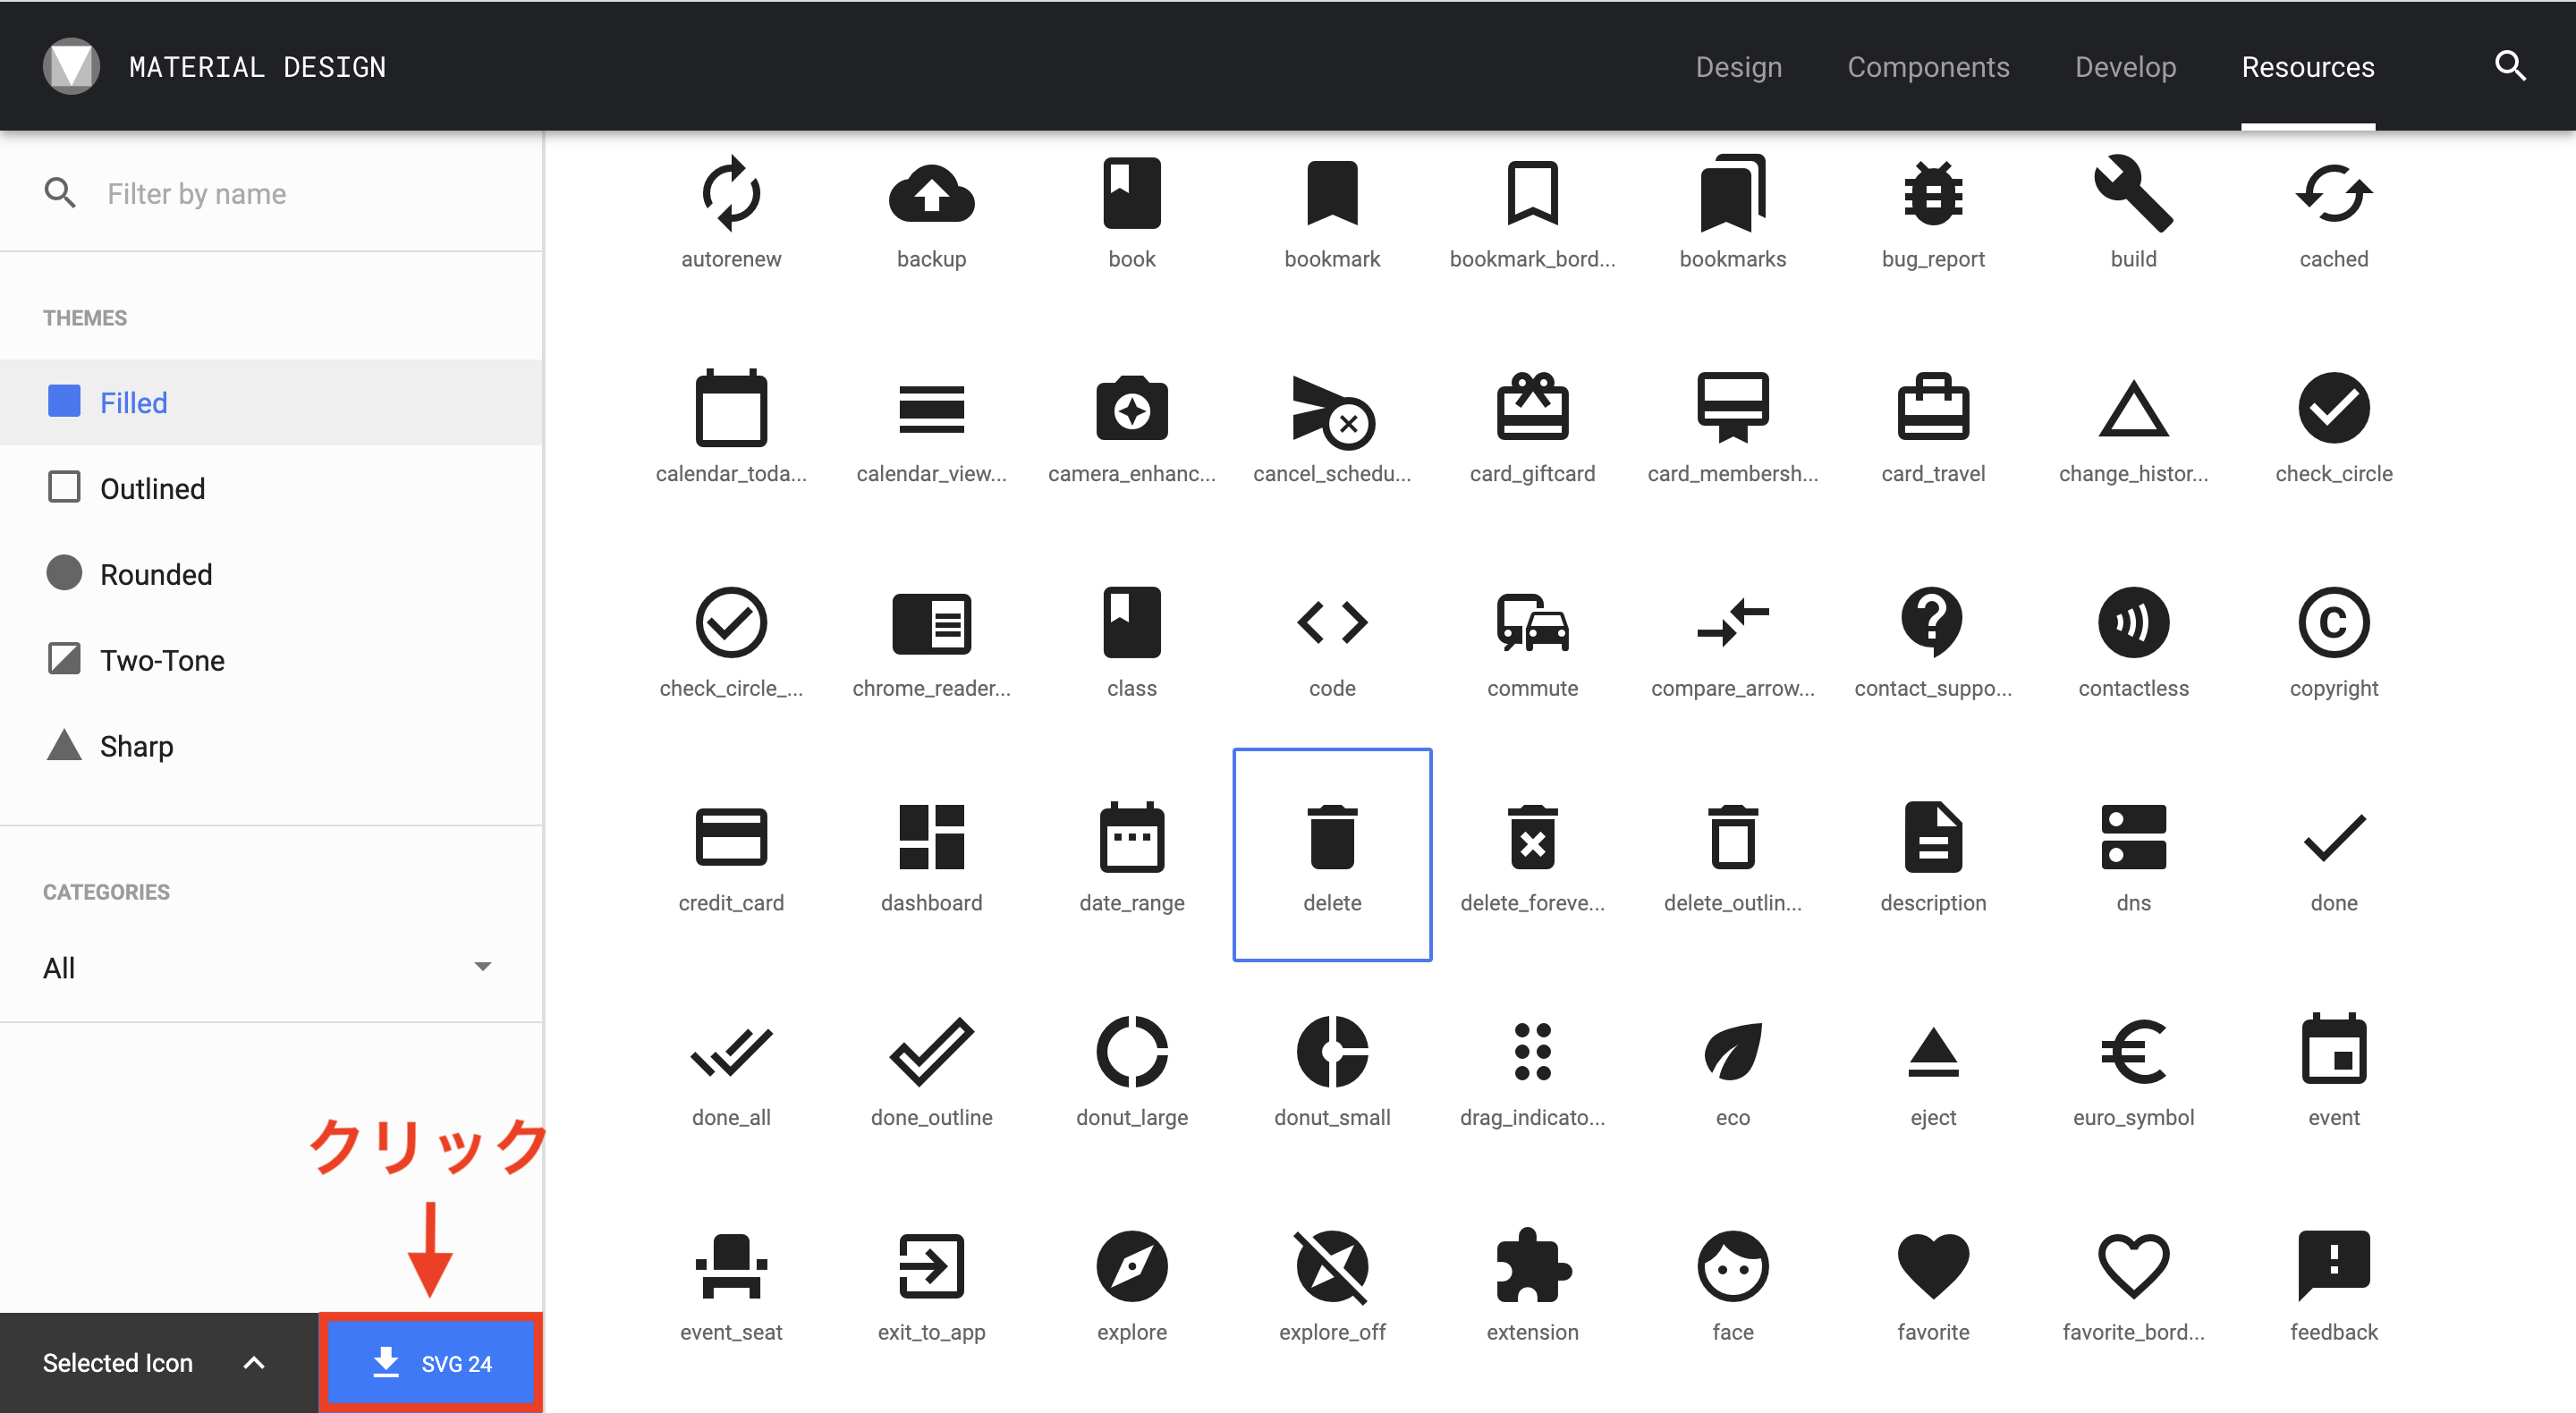 MATERIAL DESIGN
Design Components Develop Resources
Filter by name
THEMES
Filled
Outlined
Rounded
Two-Tone
Sharp
CATEGORIES
All
クリック
Selected Icon
SVG 24
autorenew backup book bookmark bookmark_bord... bookmarks bug_report build cached
calendar_toda... calendar_view... camera_enhanc... cancel_schedu... card_giftcard card_membersh... card_travel change_histor... check_circle
check_circle_... chrome_reader... class code commute compare_arrow... contact_suppo... contactless copyright
credit_card dashboard date_range delete delete_foreve... delete_outlin... description dns done
done_all done_outline donut_large donut_small drag_indicato... eco eject euro_symbol event
event_seat exit_to_app explore explore_off extension face favorite favorite_bord... feedback